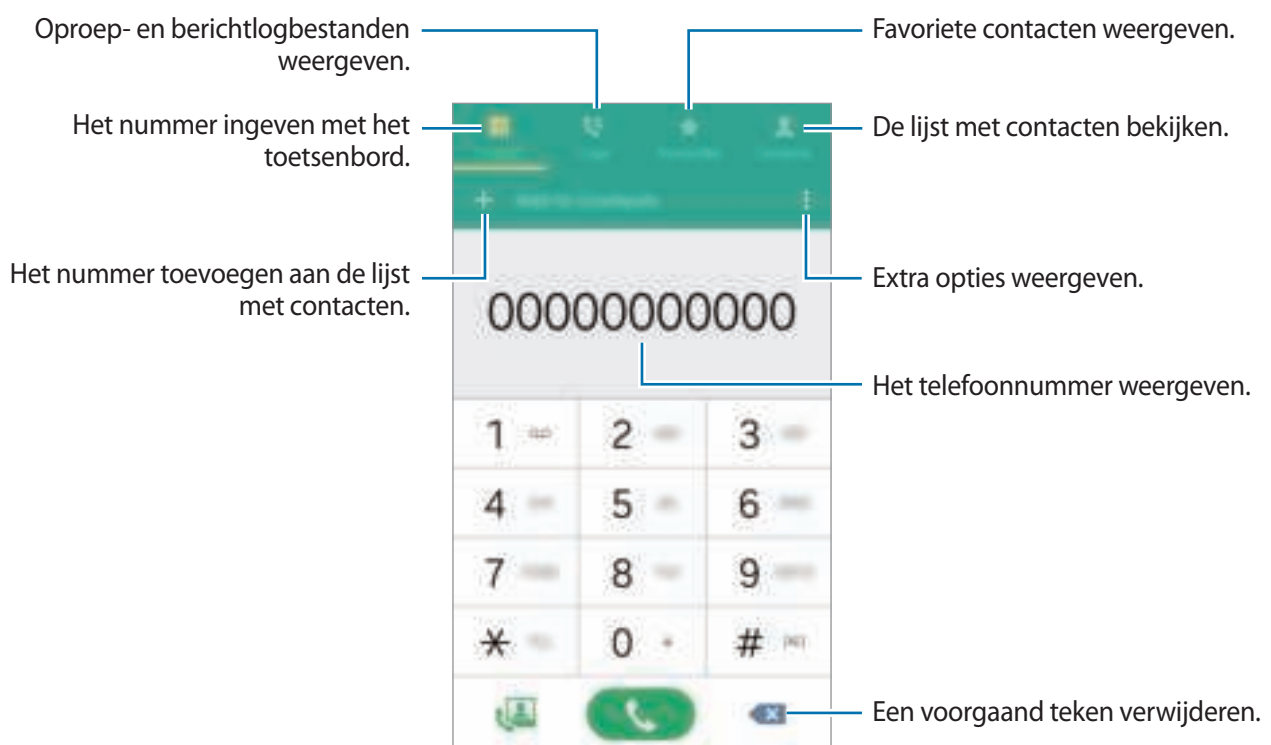 Oproep- en berichtlogbestanden
weergeven.
Favoriete contacten weergeven.
Het nummer ingeven met het
toetsenbord.
De lijst met contacten bekijken.
Het nummer toevoegen aan de lijst
met contacten.
Extra opties weergeven.
00000000000
Het telefoonnummer weergeven.
1 2 3
4 5 6
7 8 9
* 0 + #
Een voorgaand teken verwijderen.